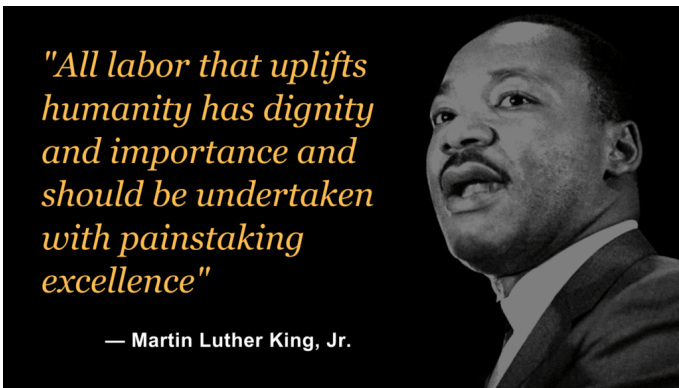 "All labor that uplifts
humanity has dignity
and importance and
should be undertaken
with painstaking
excellence"
— Martin Luther King, Jr.